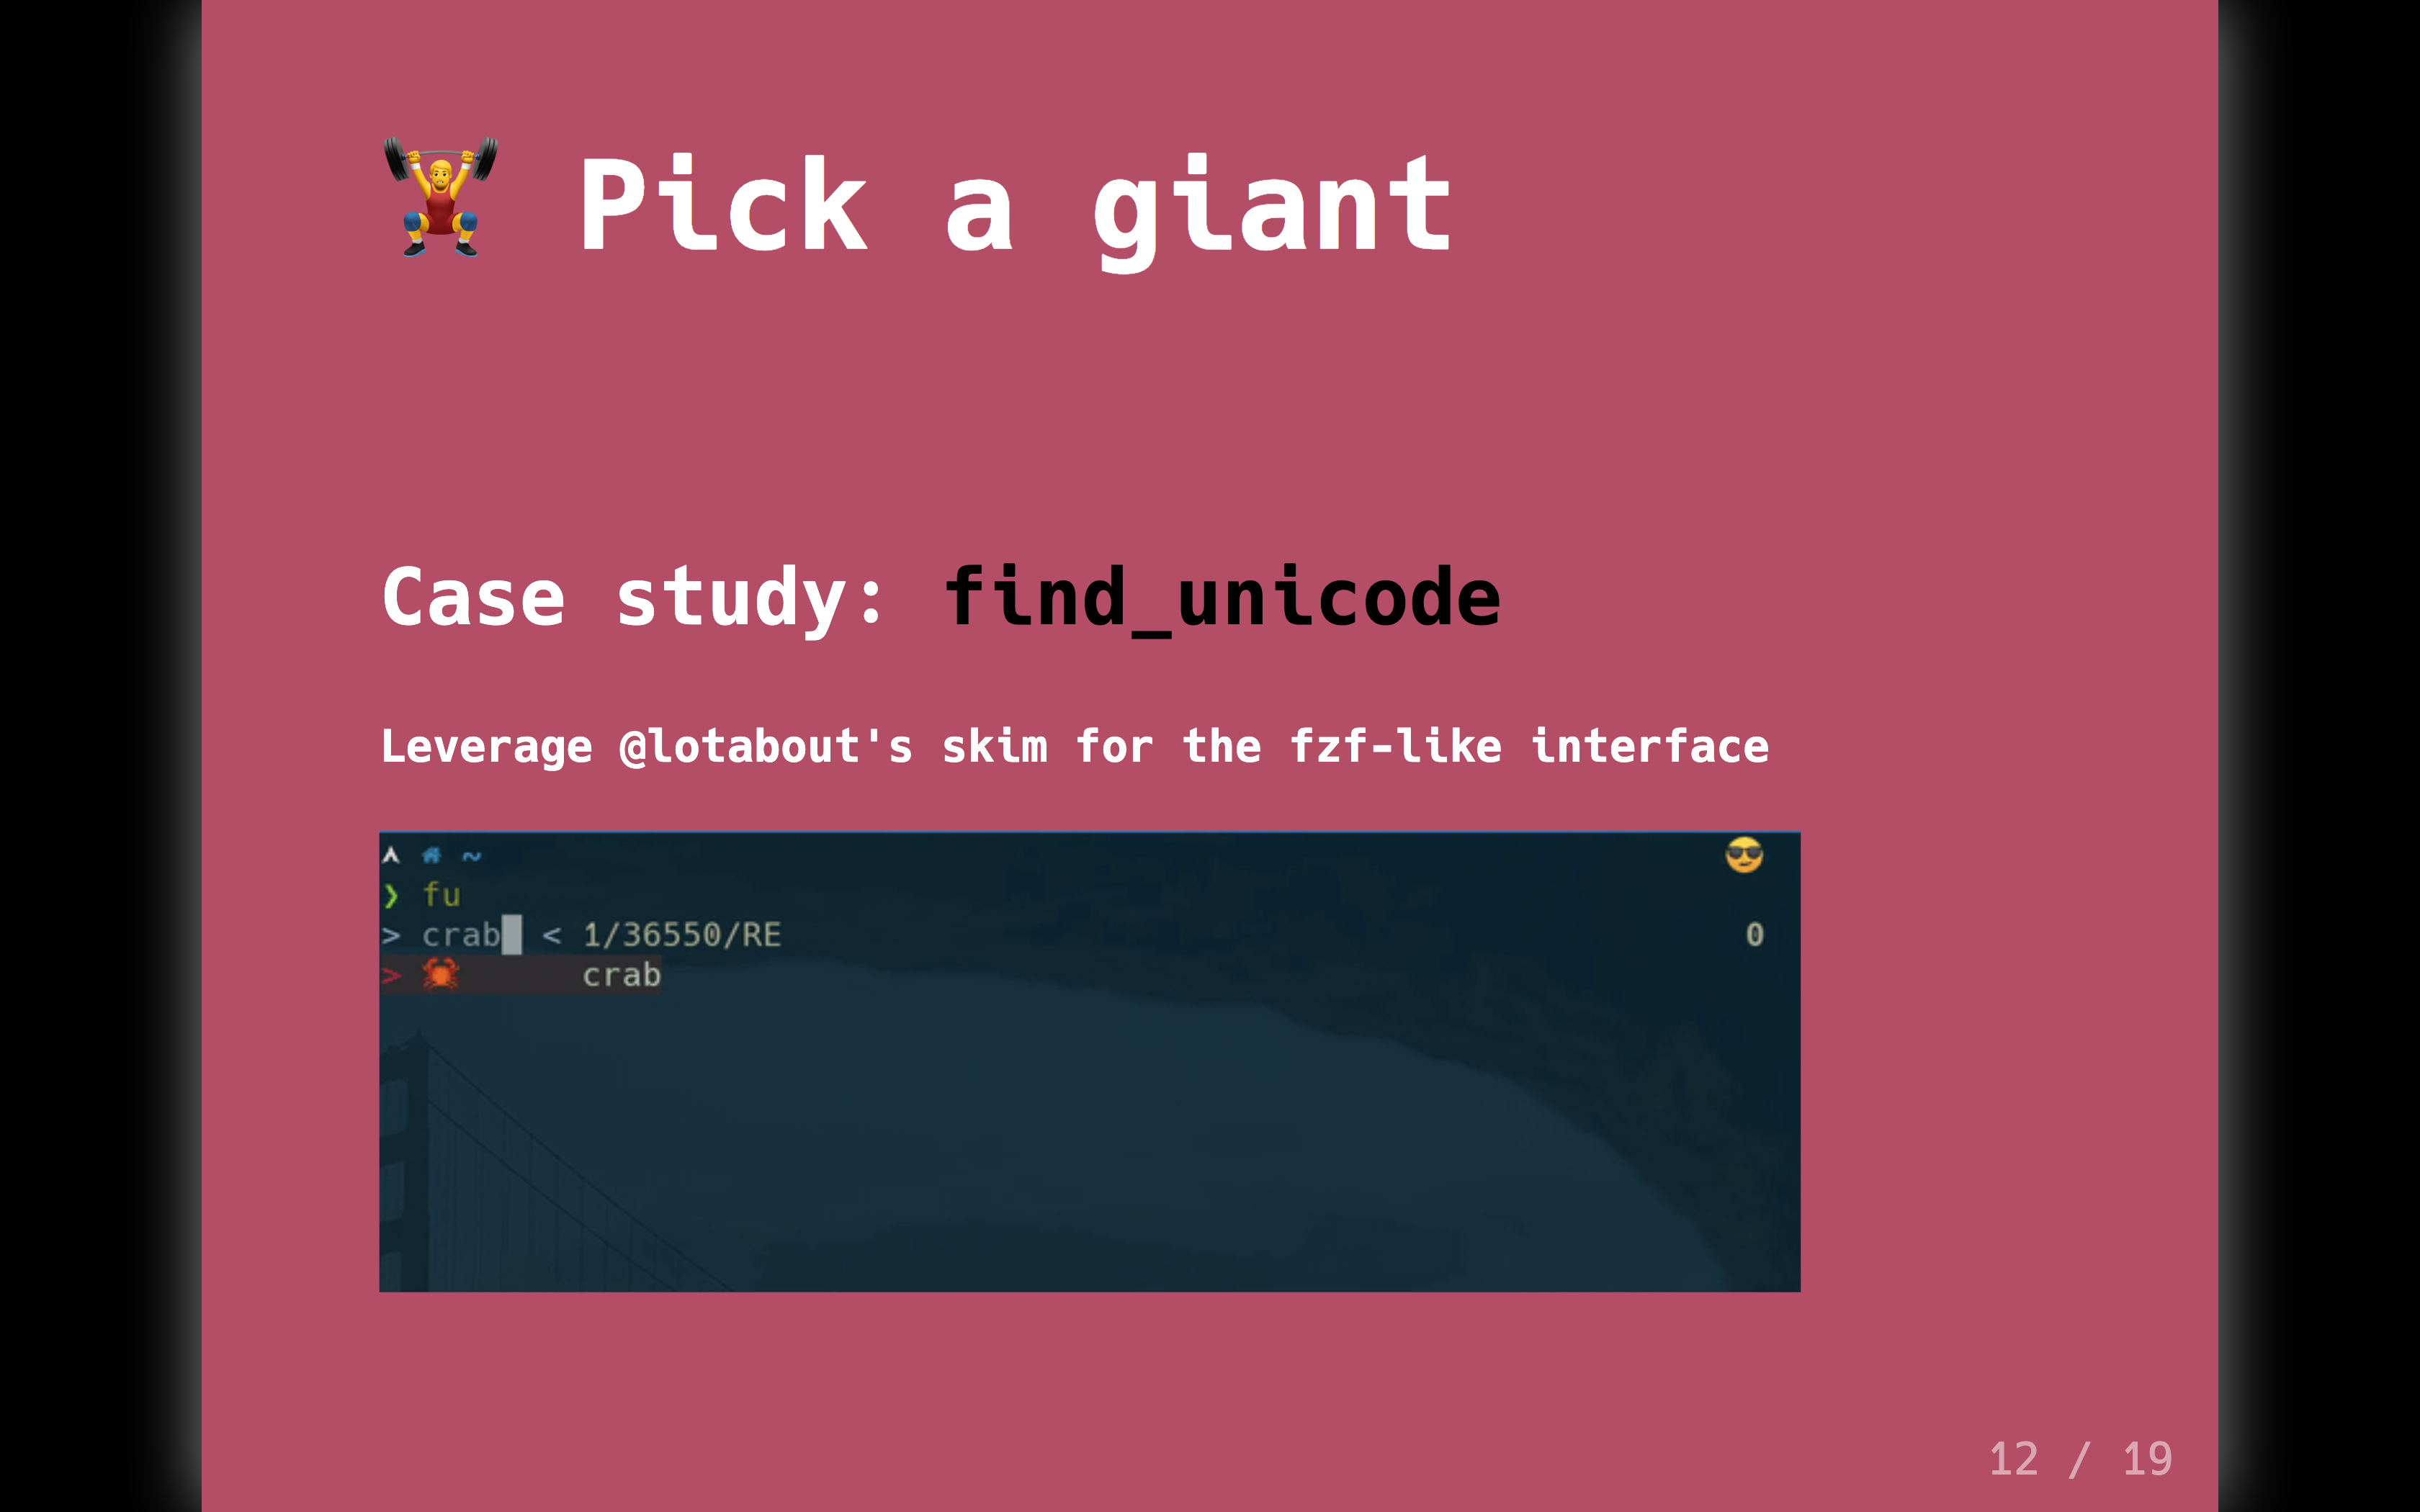 🏋️ Pick a giant
Case study: find_unicode
Leverage @lotabout's skim for the fzf-like interface
~ 😎
❯ fu
> crab < 1/36550/RE 0
> 🦀 crab
12 / 19